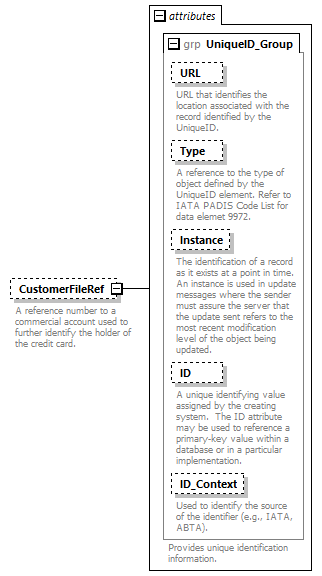 attributes
grp UniqueID_Group
URL
URL that identifies the
location associated with the
record identified by the
UniqueID.
Type
A reference to the type of
object defined by the
UniqueID element. Refer to
IATA PADIS Code List for
data elemet 9972.
Instance
The identification of a record
as it exists at a point in time.
An instance is used in update
messages where the sender
must assure the server that
the update sent refers to the
most recent modification
level of the object being
updated.
CustomerFileRef
A reference number to a
commercial account used to
further identify the holder of
the credit card.
ID
A unique identifying value
assigned by the creating
system.  The ID attribute
may be used to reference a
primary-key value within a
database or in a particular
implementation.
ID_Context
Used to identify the source
of the identifier (e.g., IATA,
ABTA).
Provides unique identification
information.